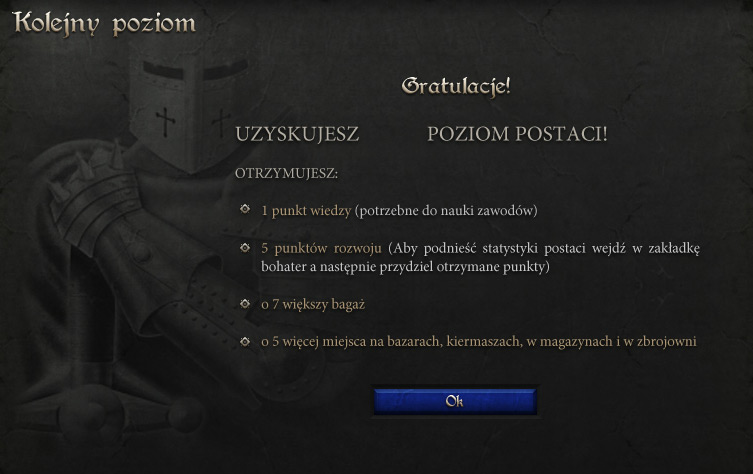 Kolejny poziom
Gratulacje!
UZYSKUJESZ POZIOM POSTACI!
OTRZYMUJESZ:
1 punkt wiedzy (potrzebne do nauki zawodów)
5 punktów rozwoju (Aby podnieść statystyki postaci wejdź w zakładkę
bohater a następnie przydziel otrzymane punkty)
o 7 większy bagaż
o 5 więcej miejsca na bazarach, kiermaszach, w magazynach i w zbrojowni
Ok